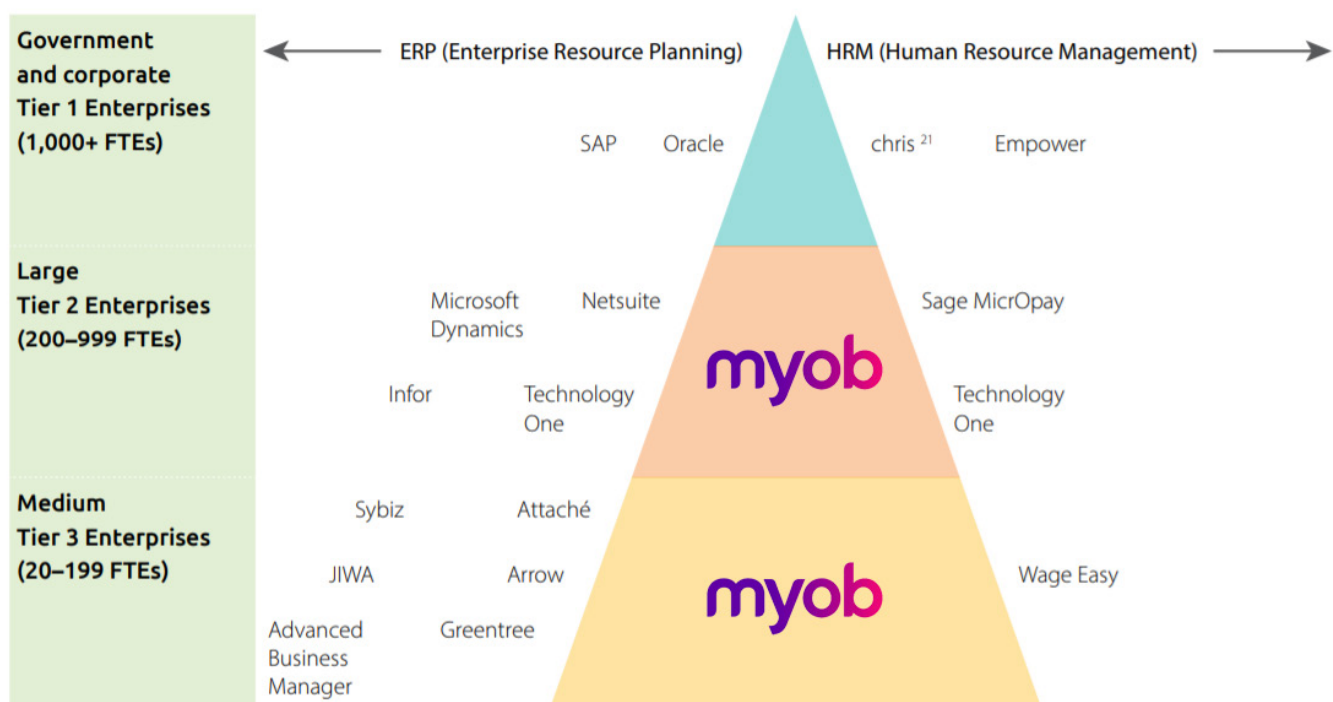 Government
and corporate
Tier 1 Enterprises
(1,000+ FTEs)
ERP (Enterprise Resource Planning)
HRM (Human Resource Management)
SAP
Oracle
chris 21
Empower
Large
Tier 2 Enterprises
(200–999 FTEs)
Microsoft
Dynamics
Netsuite
Sage MicrOpay
myob
Infor
Technology
One
Technology
One
Medium
Tier 3 Enterprises
(20–199 FTEs)
Sybiz
Attaché
JIWA
Arrow
myob
Wage Easy
Advanced
Business
Manager
Greentree